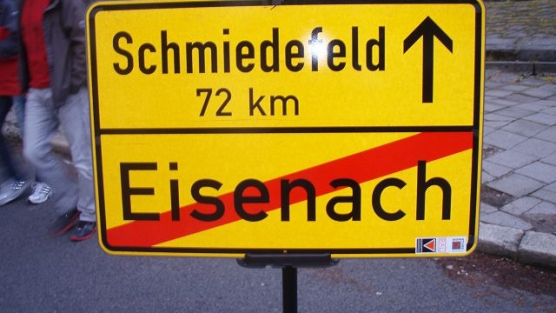 Schmiedefeld
72 km
Eisenach